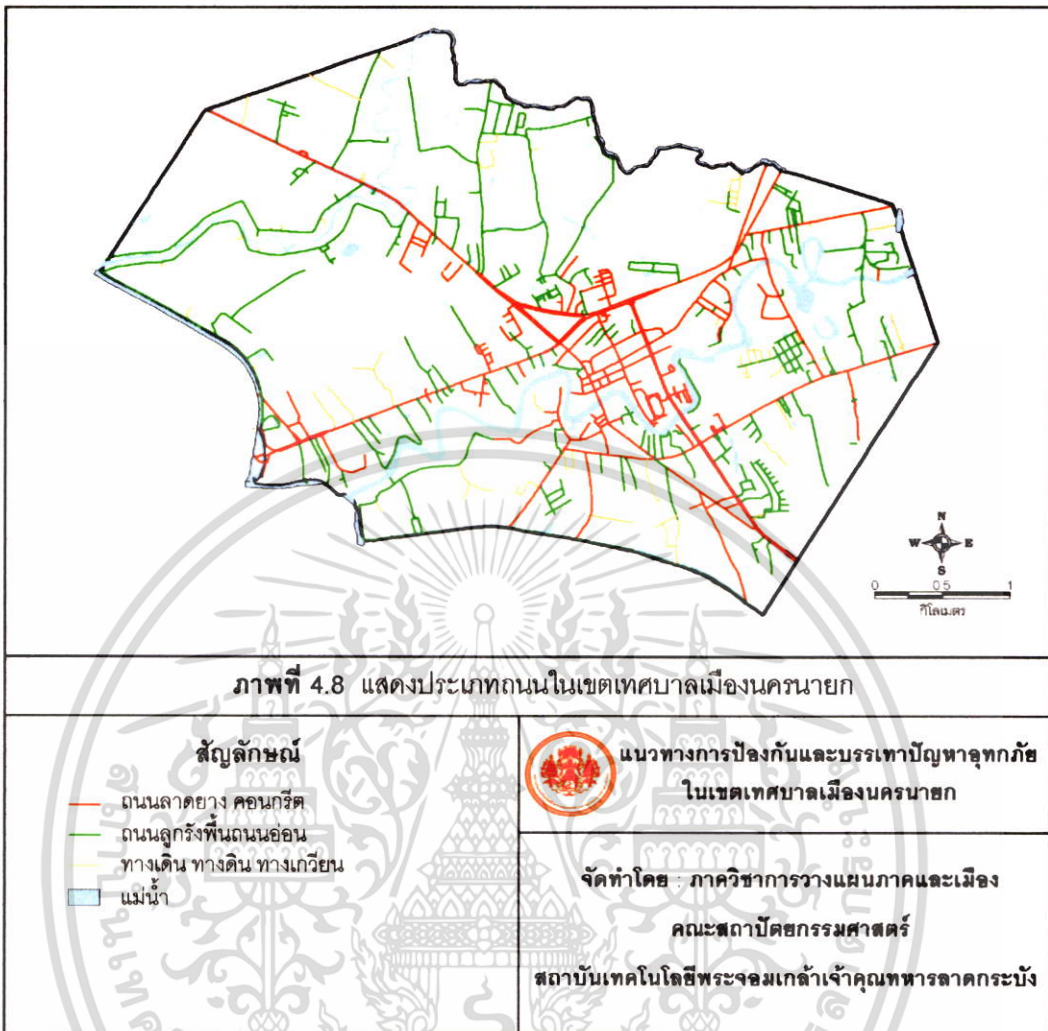 N
W E
S
0 0.5 1
กิโลเมตร
ภาพที่ 4.8 แสดงประเภทถนนในเขตเทศบาลเมืองนครนายก
สัญลักษณ์
ถนนลาดยาง คอนกรีต
ถนนลูกรังพื้นถนนอ่อน
ทางเดิน ทางดิน ทางเกวียน
แม่น้ำ
แนวทางการป้องกันและบรรเทาปัญหาอุทกภัย
ในเขตเทศบาลเมืองนครนายก
จัดทำโดย : ภาควิชาการวางแผนภาคและเมือง
คณะสถาปัตยกรรมศาสตร์
สถาบันเทคโนโลยีพระจอมเกล้าเจ้าคุณทหารลาดกระบัง